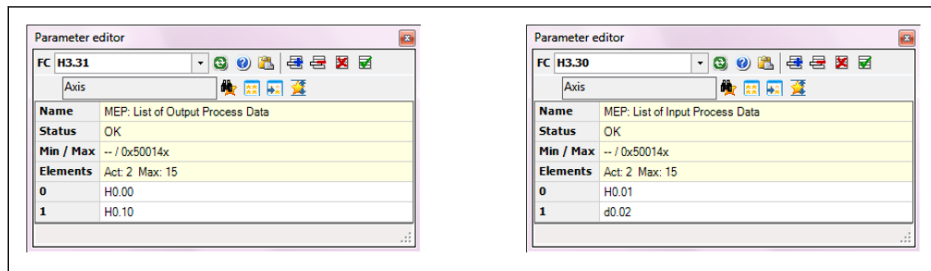 Parameter editor
FC H3.31
Axis
Name MEP: List of Output Process Data
Status OK
Min / Max -- / 0x50014x
Elements Act: 2 Max: 15
0 H0.00
1 H0.10
Parameter editor
FC H3.30
Axis
Name MEP: List of Input Process Data
Status OK
Min / Max -- / 0x50014x
Elements Act: 2 Max: 15
0 H0.01
1 d0.02